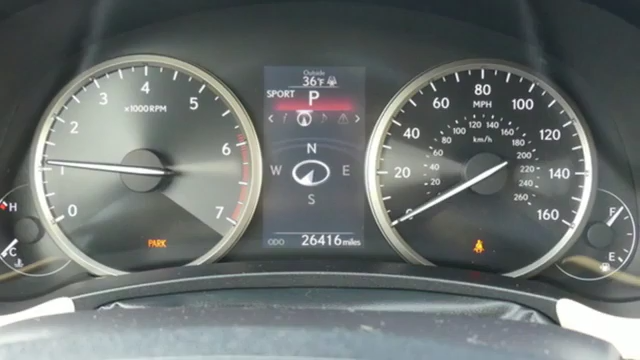 Outside
36°F
SPORT
P
N
W E
S
ODO 26416 miles
0 1 2 3 4 5 6 7
x1000RPM
PARK
0 20 40 60 80 100 120 140 160
MPH
20 40 60 80 100 120 140 160 180 200 220 240 260
km/h
H
C
F
E